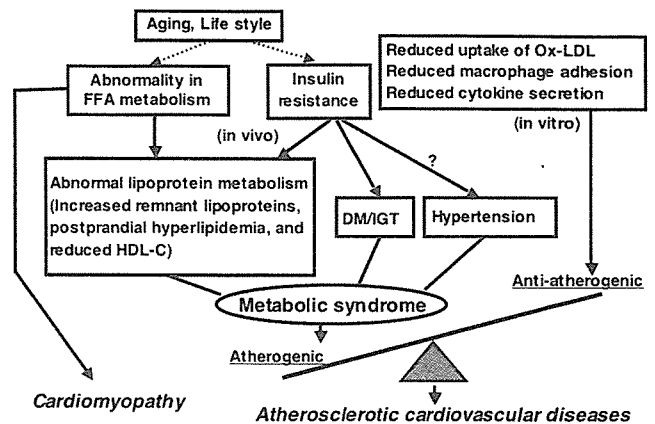 Aging, Life style
Abnormality in
FFA metabolism
Insulin
resistance
Reduced uptake of Ox-LDL
Reduced macrophage adhesion
Reduced cytokine secretion
(in vivo)
(in vitro)
?
Abnormal lipoprotein metabolism
(Increased remnant lipoproteins,
postprandial hyperlipidemia, and
reduced HDL-C)
DM/IGT
Hypertension
Anti-atherogenic
Metabolic syndrome
Atherogenic
Cardiomyopathy
Atherosclerotic cardiovascular diseases